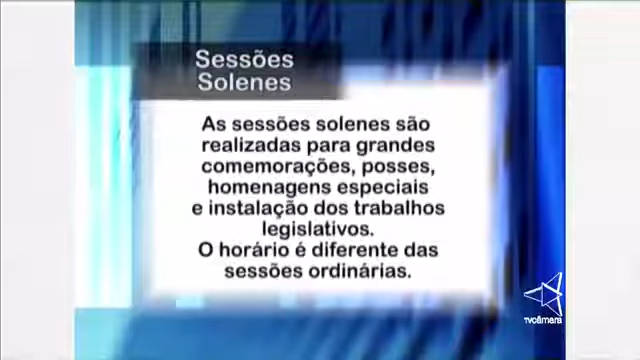 Sessões
Solenes
As sessões solenes são
realizadas para grandes
comemorações, posses,
homenagens especiais
e instalação dos trabalhos
legislativos.
O horário é diferente das
sessões ordinárias.
TVCÂMARA